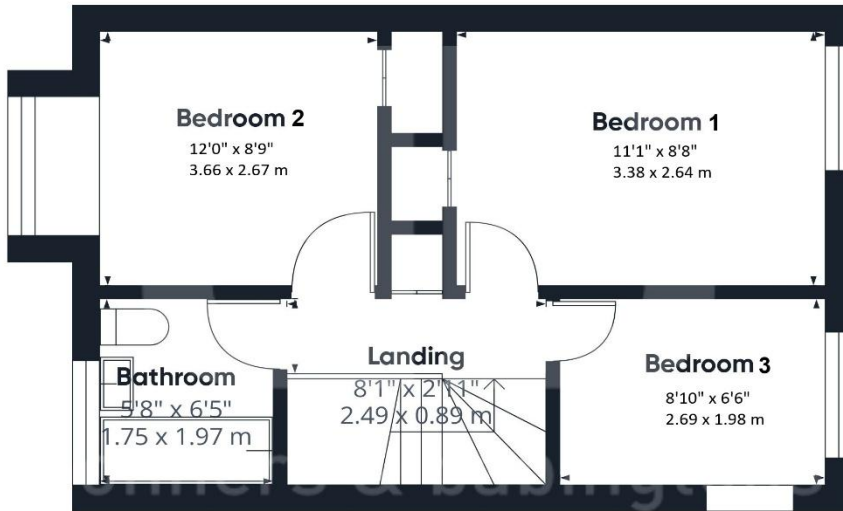 Bedroom 2
12'0" x 8'9"
3.66 x 2.67 m
Bedroom 1
11'1" x 8'8"
3.38 x 2.64 m
Bathroom
5'8" x 6'5"
1.75 x 1.97 m
Landing
8'1" x 2'11"
2.49 x 0.89 m
Bedroom 3
8'10" x 6'6"
2.69 x 1.98 m
onners & babingtons